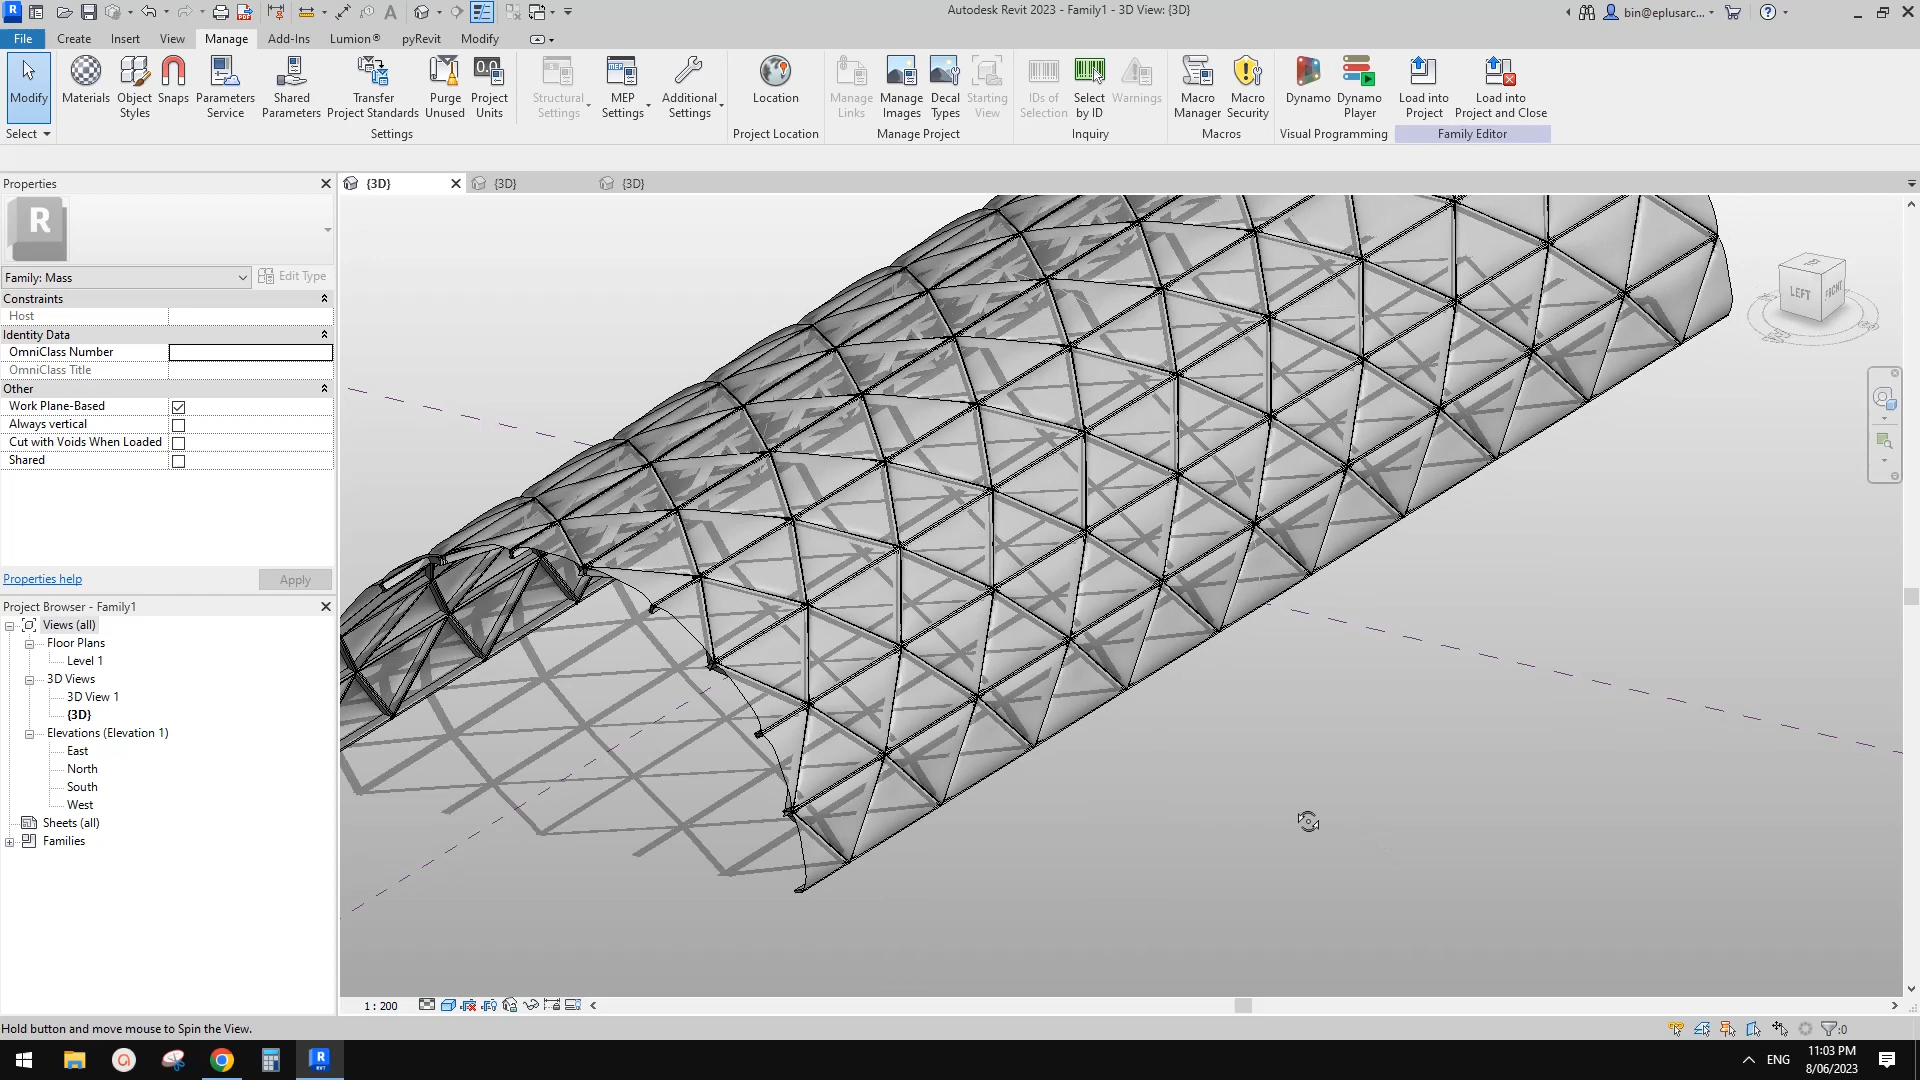 Autodesk Revit 2023 - Family1 - 3D View: {3D}
bin@eplusarc...
File Create Insert View Manage Add-Ins Lumion® pyRevit Modify
Modify
Materials
Object Styles
Snaps
Parameters Service
Shared Parameters
Transfer Project Standards
Purge Unused
Project Units
Structural Settings
MEP Settings
Additional Settings
Location
Manage Links
Manage Images
Decal Types
Starting View
IDs of Selection
Select by ID
Warnings
Macro Manager
Macro Security
Dynamo
Dynamo Player
Load into Project
Load into Project and Close
Select
Settings
Project Location
Manage Project
Inquiry
Macros
Visual Programming
Family Editor
Properties
{3D} {3D} {3D}
R
Family: Mass
Edit Type
Constraints
Host
Identity Data
OmniClass Number
OmniClass Title
Other
Work Plane-Based
Always vertical
Cut with Voids When Loaded
Shared
LEFT
FRONT
Properties help
Apply
Project Browser - Family1
Views (all)
Floor Plans
Level 1
3D Views
3D View 1
{3D}
Elevations (Elevation 1)
East
North
South
West
Sheets (all)
Families
1 : 200
Hold button and move mouse to Spin the View.
:0
ENG
11:03 PM
8/06/2023